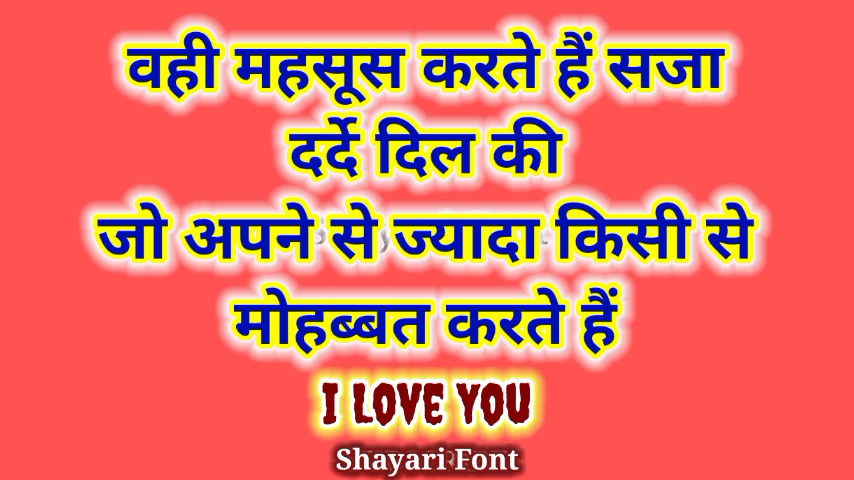 वही महसूस करते हैं सजा
दर्दे दिल की
जो अपने से ज्यादा किसी से
मोहब्बत करते हैं
I LOVE YOU
Shayari Font